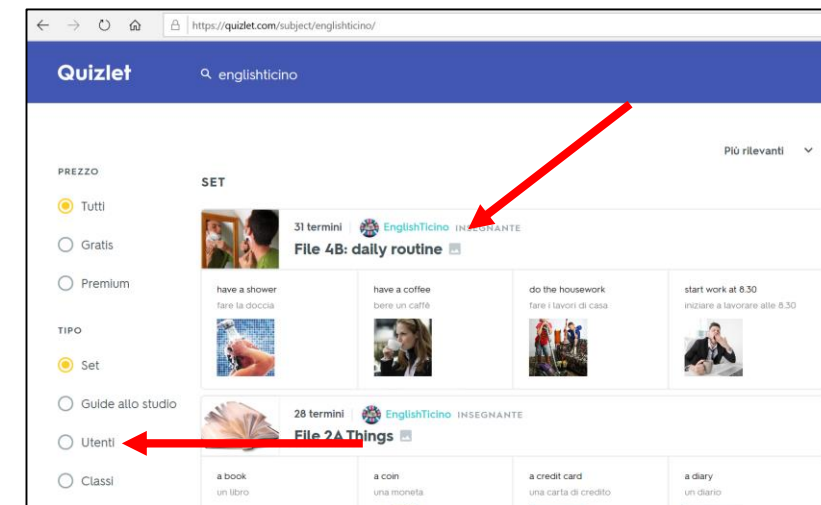 https://quizlet.com/subject/englishticino/
Quizlet
englishticino
Più rilevanti
PREZZO
Tutti
Gratis
Premium
TIPO
Set
Guide allo studio
Utenti
Classi
SET
31 termini EnglishTicino INSEGNANTE
File 4B: daily routine
have a shower have a coffee do the housework start work at 8.30
fare la doccia bere un caffè fare i lavori di casa iniziare a lavorare alle 8.30
28 termini EnglishTicino INSEGNANTE
File 2A Things
a book a coin a credit card a diary
un libro una moneta una carta di credito un diario